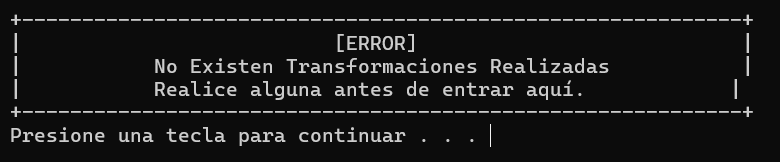 [ERROR]
No Existen Transformaciones Realizadas
Realice alguna antes de entrar aquí.
Presione una tecla para continuar . . .